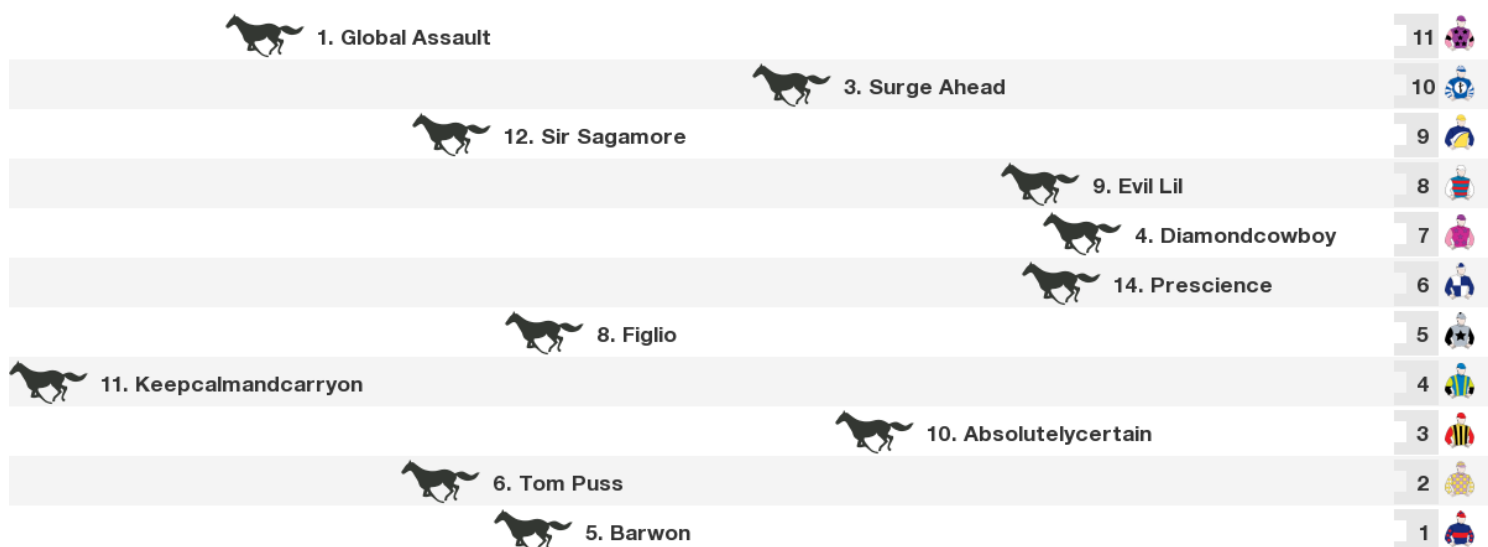 1. Global Assault 11
3. Surge Ahead 10
12. Sir Sagamore 9
9. Evil Lil 8
4. Diamondcowboy 7
14. Prescience 6
8. Figlio 5
11. Keepcalmandcarryon 4
10. Absolutelycertain 3
6. Tom Puss 2
5. Barwon 1